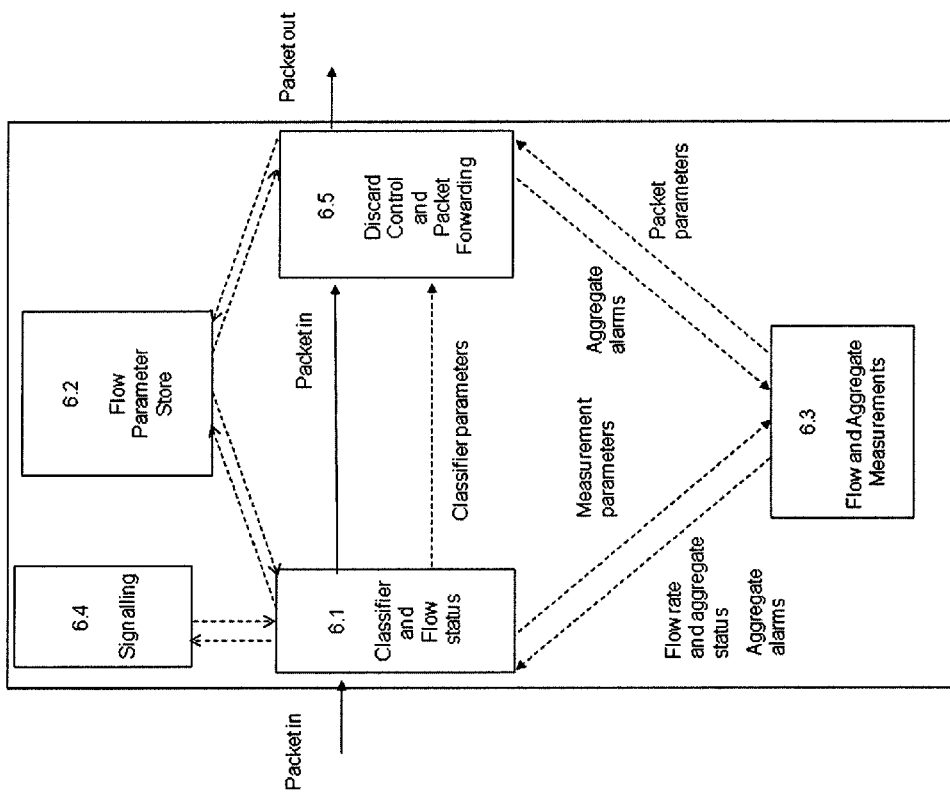 6.4
Signalling
6.2
Flow
Parameter
Store
Packet in
6.1
Classifier
and
Flow
status
Packet in
Classifier parameters
6.5
Discard
Control
and
Packet
Forwarding
Packet out
Measurement
parameters
Aggregate
alarms
Packet
parameters
Flow rate
and aggregate
status
Aggregate
alarms
6.3
Flow and Aggregate
Measurements